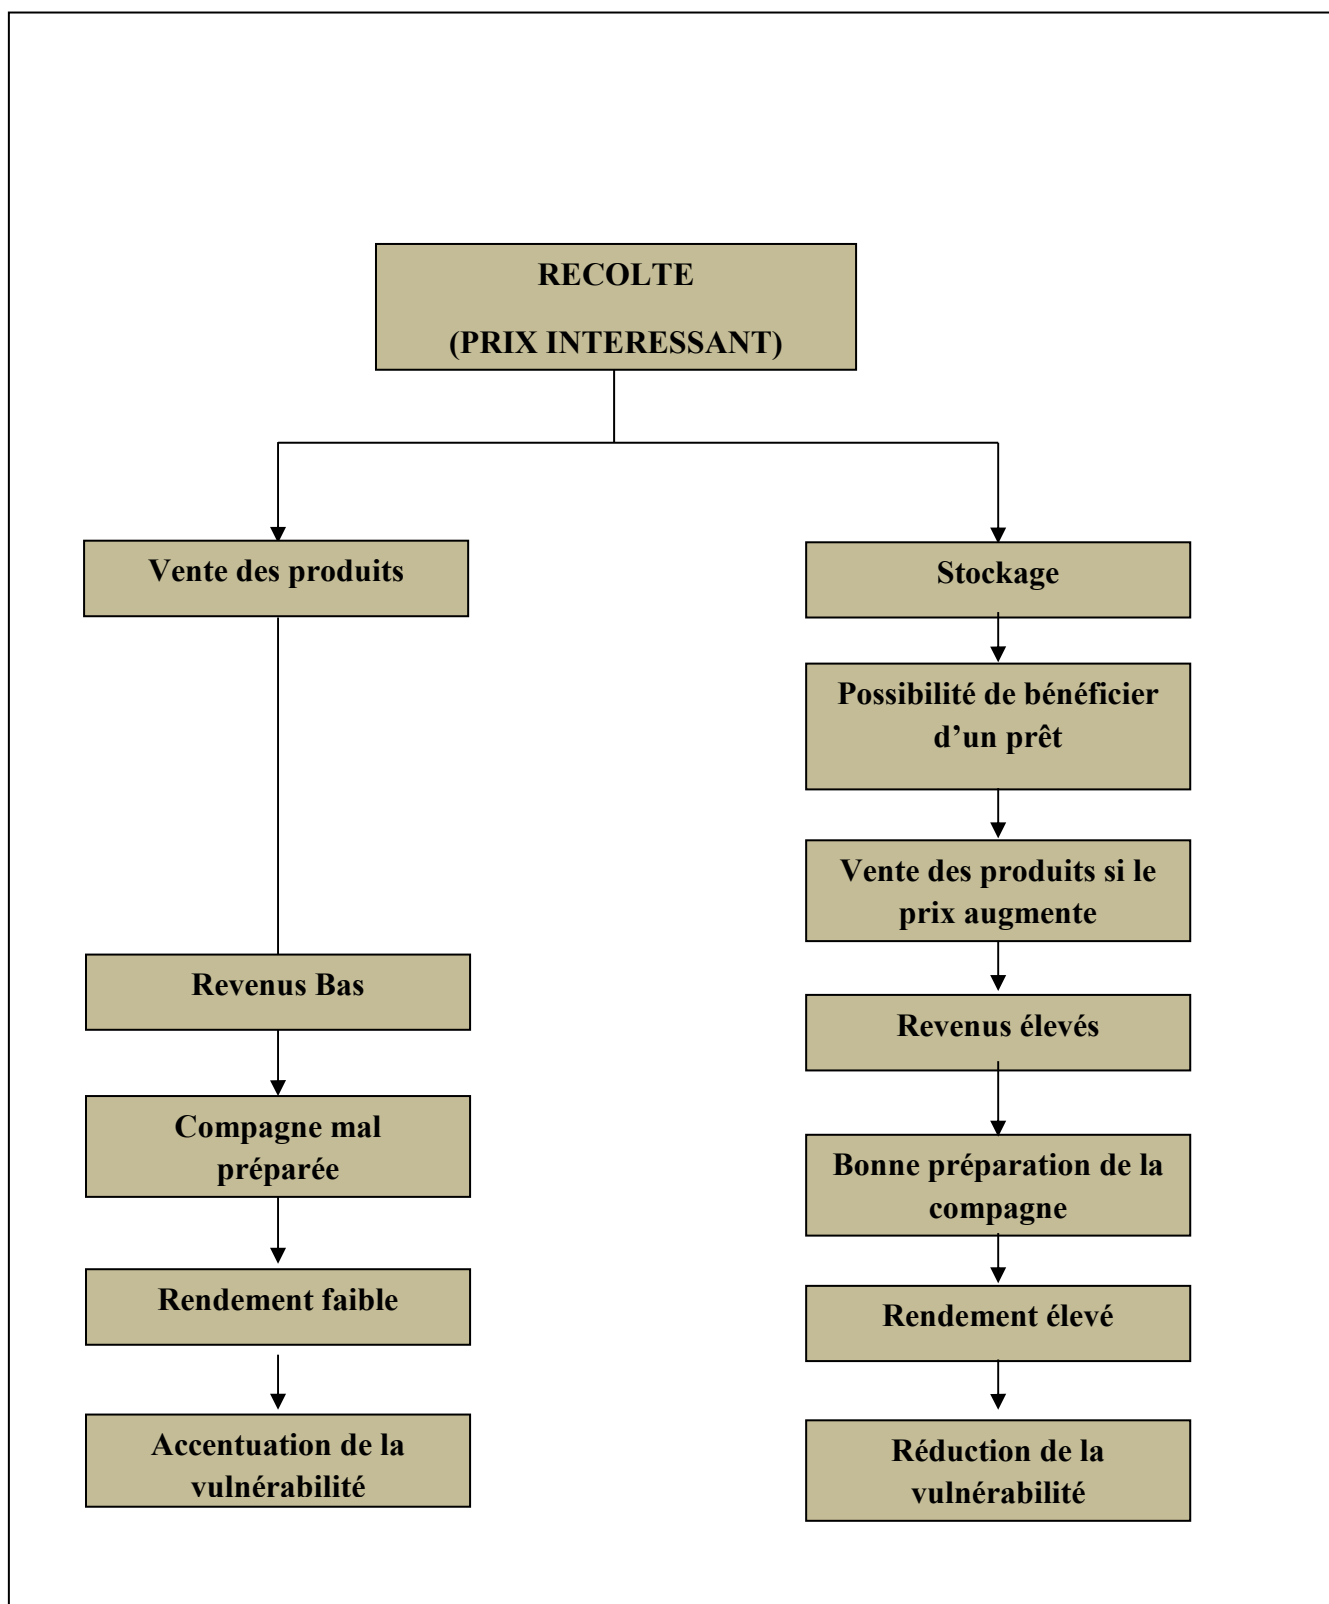 RECOLTE
(PRIX INTERESSANT)
Vente des produits
Revenus Bas
Compagne mal
préparée
Rendement faible
Accentuation de la
vulnérabilité
Stockage
Possibilité de bénéficier
d’un prêt
Vente des produits si le
prix augmente
Revenus élevés
Bonne préparation de la
compagne
Rendement élevé
Réduction de la
vulnérabilité